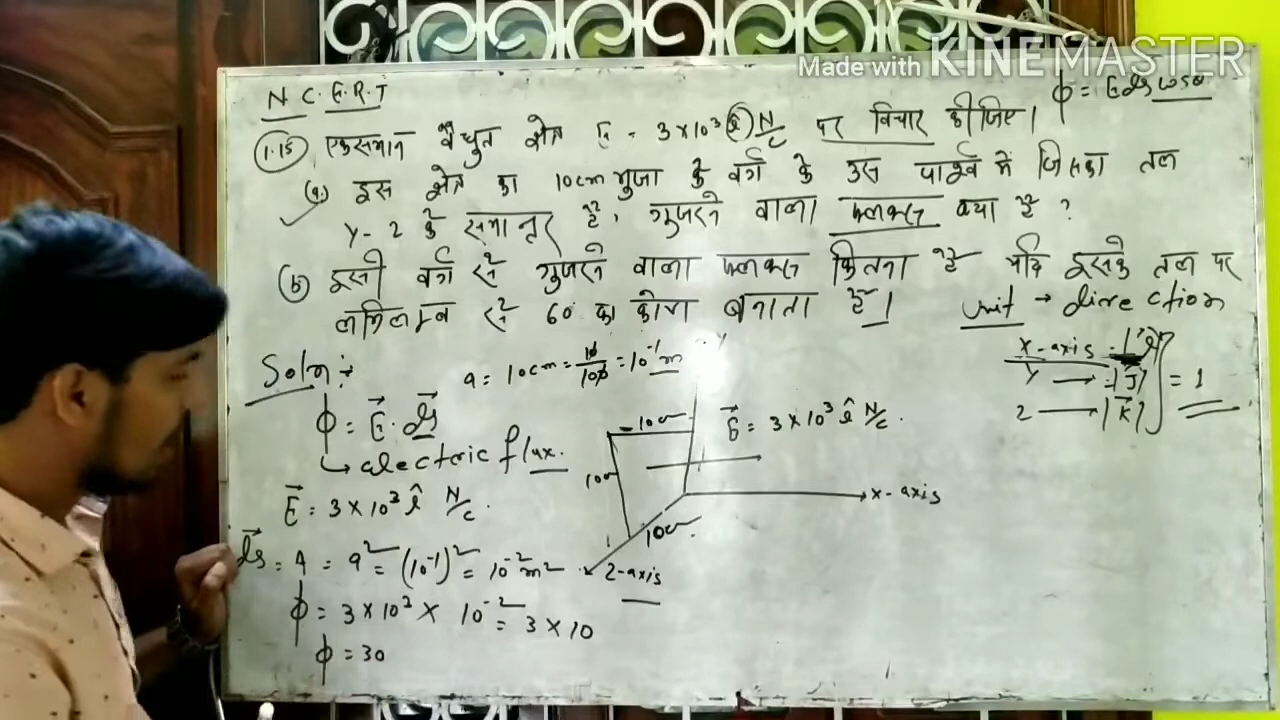 Made with KINEMASTER
N C.E.R.T
ϕ = Eds cosθ
1.15 एकसमान वैधुत क्षेत्र E = 3×10³ î N/C पर विचार कीजिए।
(a) इस क्षेत्र का 10cm भुजा के वर्ग के उस पार्श्व में जिसका तल
y-z के समान्तर है, गुजरने वाला फ्लक्स क्या है ?
(b) इसी वर्ग से गुजरने वाला फ्लक्स कितना है यदि इसके तल पर
अभिलम्ब से 60° का कोण बनाता है।
unit → direction
x-axis - |î|
y → |J|
z → |K|
= 1
Soln :-
a = 10cm = 10/100 = 10⁻¹ m
ϕ = E⃗ . ds⃗
↳ electric flux.
E⃗ = 3×10³ î N/C.
ds⃗ = A = a² = (10⁻¹)² = 10⁻² m²
ϕ = 3×10³ × 10⁻² = 3×10
ϕ = 30
10cm
E⃗ = 3×10³ î N/C.
x-axis
10cm
z-axis